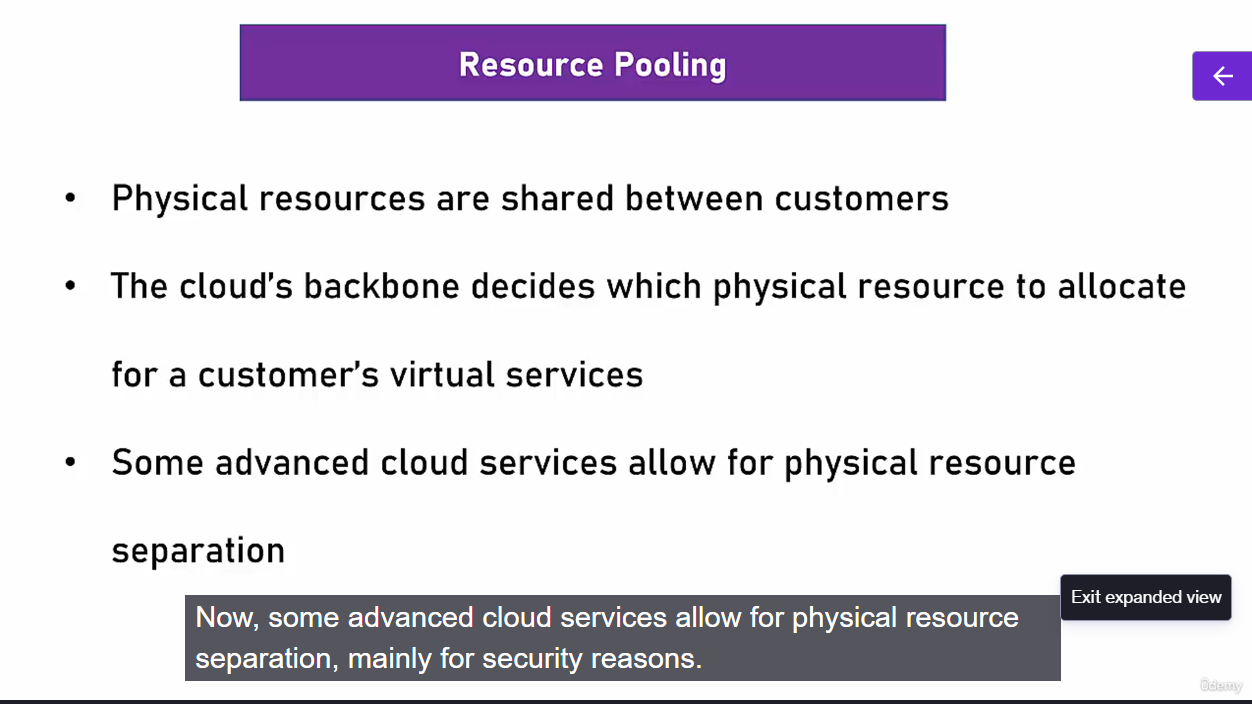 Resource Pooling
• Physical resources are shared between customers
• The cloud’s backbone decides which physical resource to allocate
for a customer’s virtual services
• Some advanced cloud services allow for physical resource
separation
Exit expanded view
Now, some advanced cloud services allow for physical resource
separation, mainly for security reasons.
ûdemy